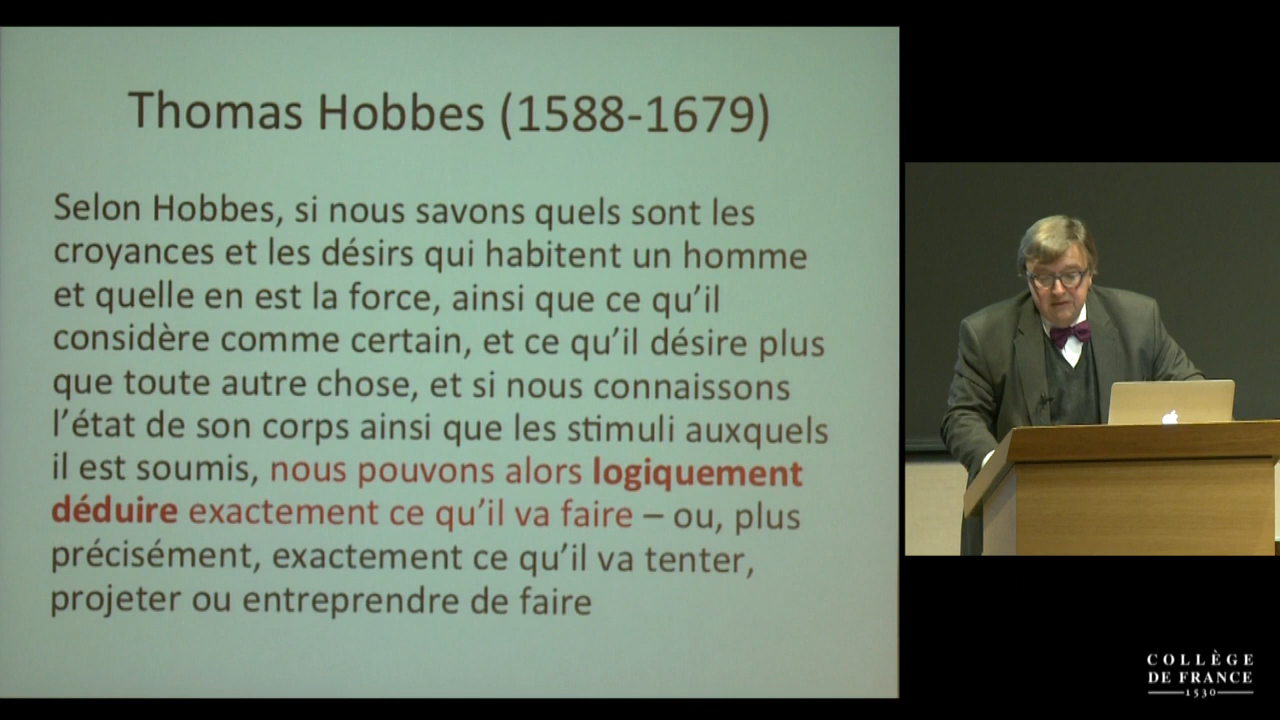 Thomas Hobbes (1588-1679)
Selon Hobbes, si nous savons quels sont les
croyances et les désirs qui habitent un homme
et quelle en est la force, ainsi que ce qu’il
considère comme certain, et ce qu’il désire plus
que toute autre chose, et si nous connaissons
l’état de son corps ainsi que les stimuli auxquels
il est soumis, nous pouvons alors logiquement
déduire exactement ce qu’il va faire – ou, plus
précisément, exactement ce qu’il va tenter,
projeter ou entreprendre de faire
COLLÈGE
DE FRANCE
1530